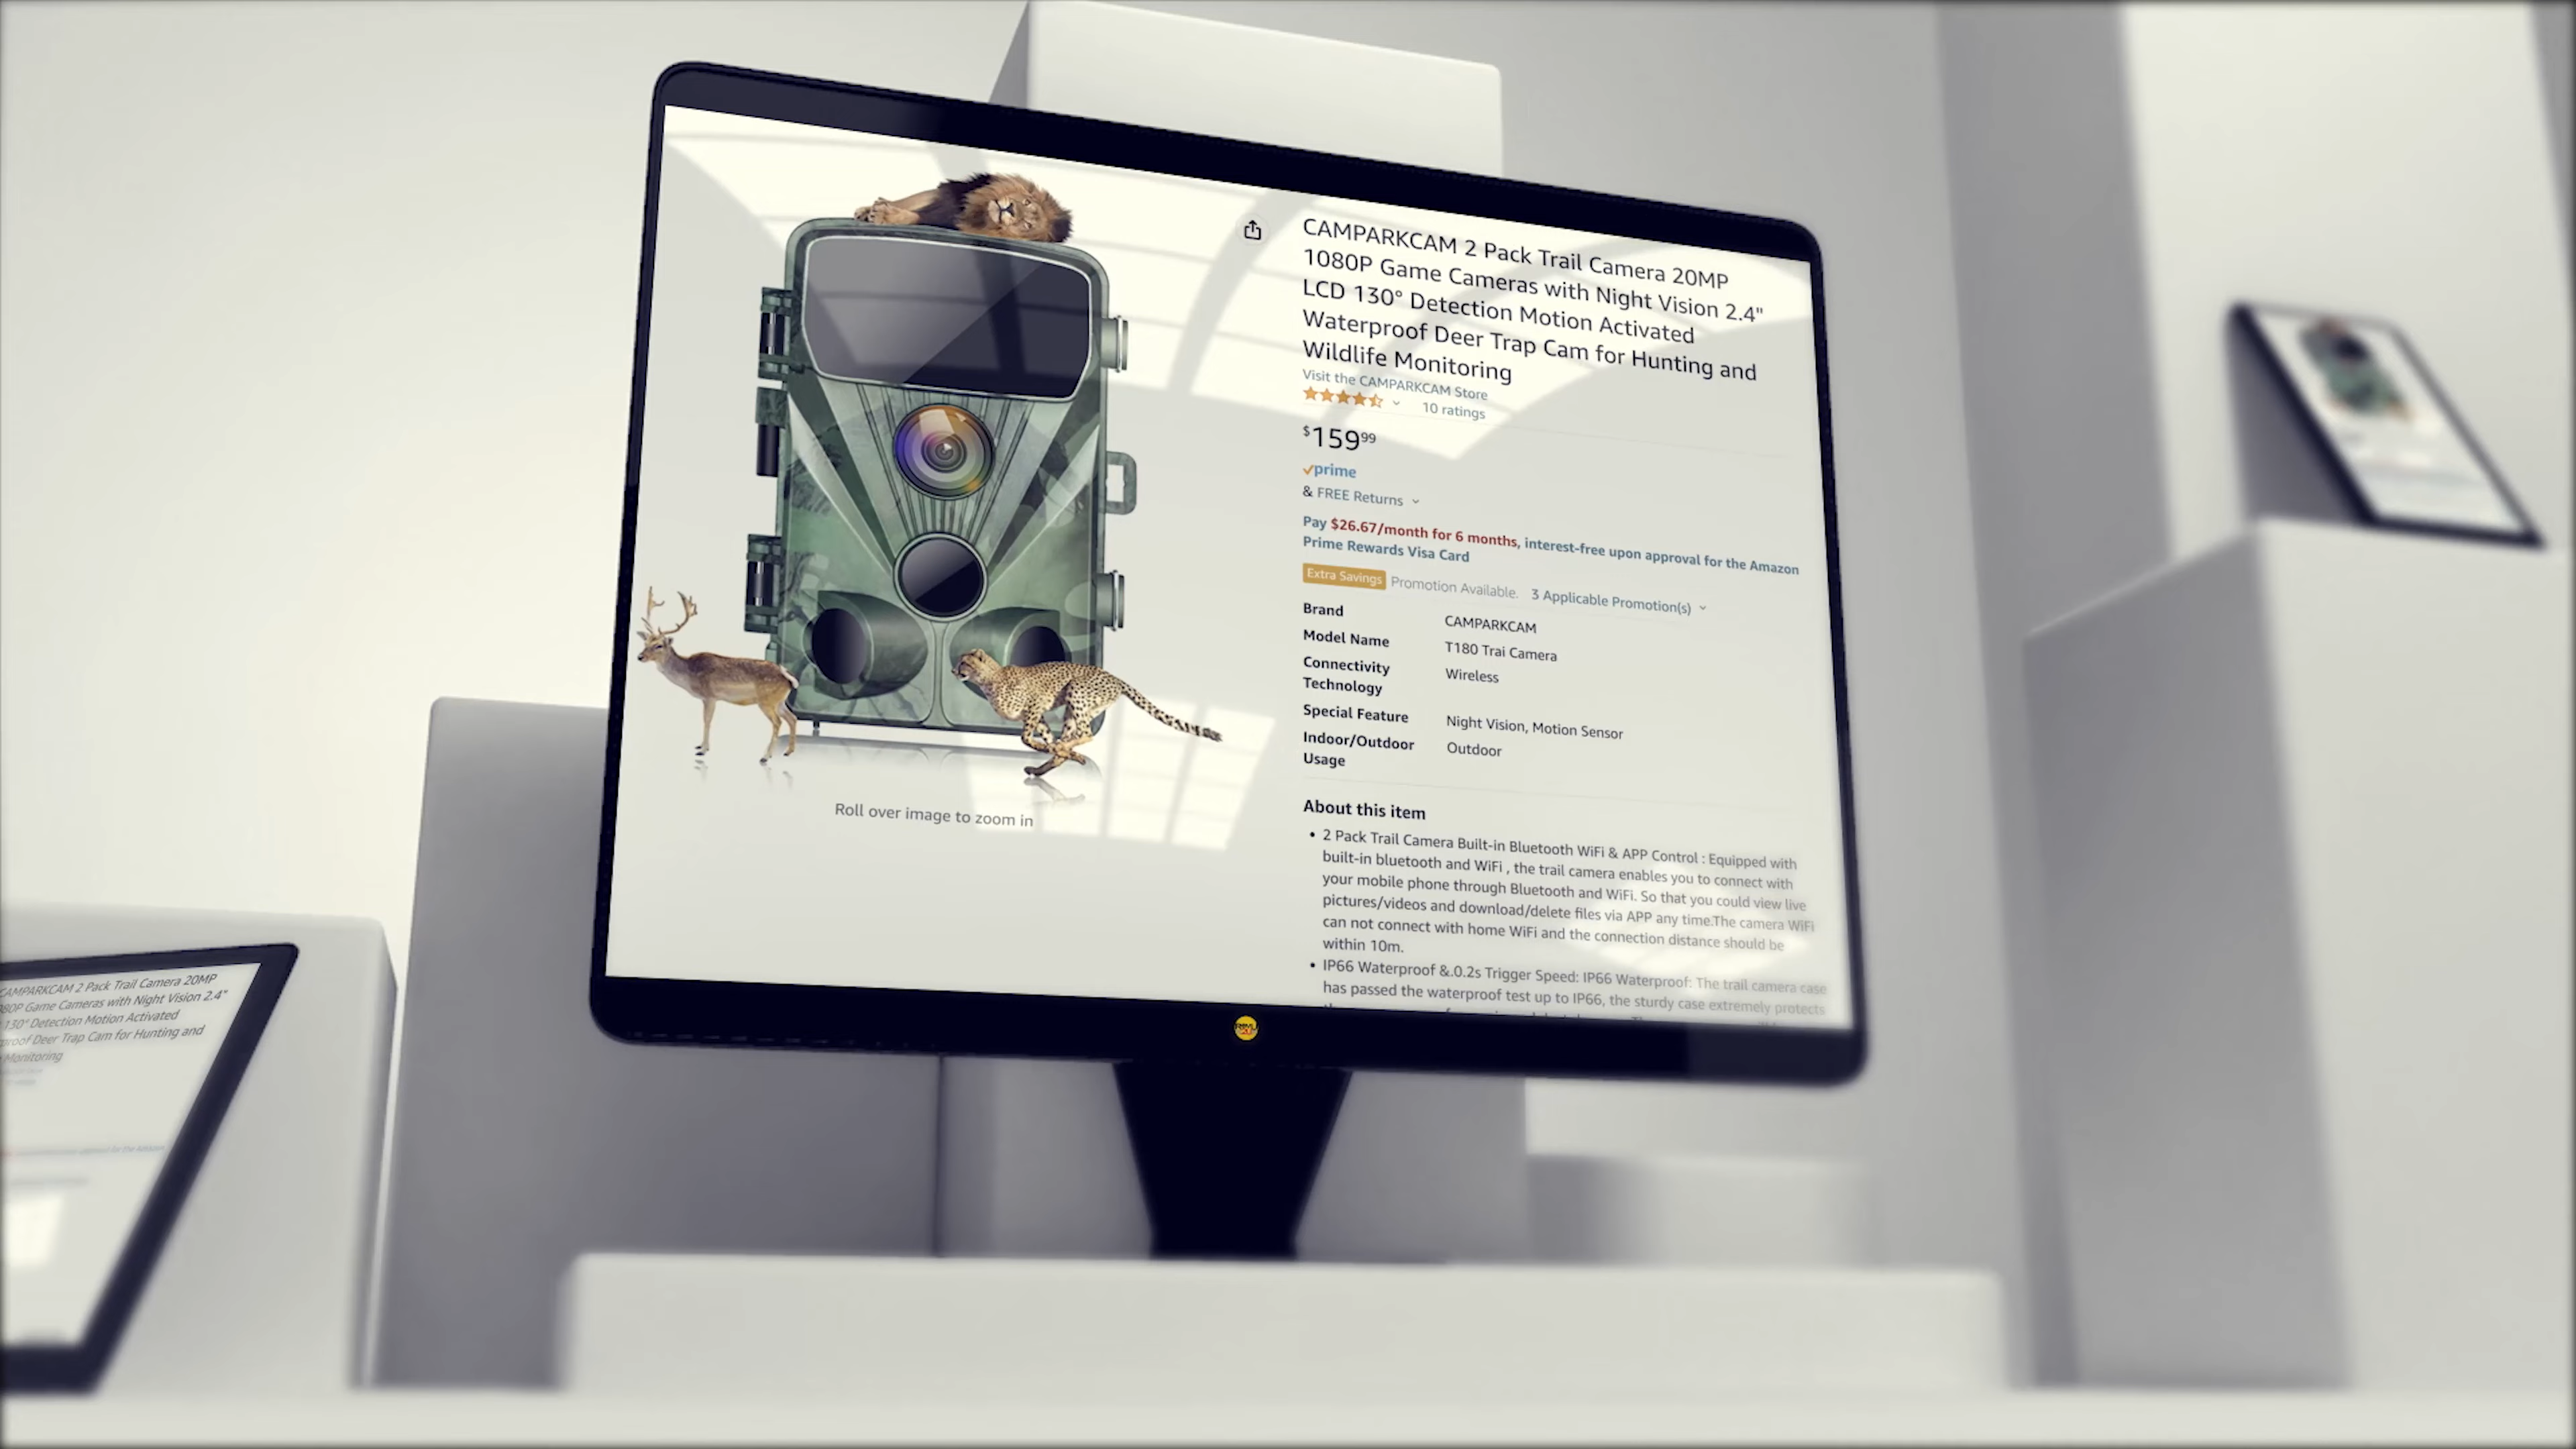 CAMPARKCAM 2 Pack Trail Camera 20MP
1080P Game Cameras with Night Vision 2.4"
LCD 130° Detection Motion Activated
Waterproof Deer Trap Cam for Hunting and
Wildlife Monitoring
Visit the CAMPARKCAM Store
10 ratings
$159⁹⁹
prime
& FREE Returns
Pay $26.67/month for 6 months, interest-free upon approval for the Amazon
Prime Rewards Visa Card
Extra Savings Promotion Available. 3 Applicable Promotion(s)
Brand CAMPARKCAM
Model Name T180 Trai Camera
Connectivity Technology Wireless
Special Feature Night Vision, Motion Sensor
Indoor/Outdoor Usage Outdoor
About this item
• 2 Pack Trail Camera Built-in Bluetooth WiFi & APP Control : Equipped with
built-in bluetooth and WiFi , the trail camera enables you to connect with
your mobile phone through Bluetooth and WiFi. So that you could view live
pictures/videos and download/delete files via APP any time.The camera WiFi
can not connect with home WiFi and the connection distance should be
within 10m.
• IP66 Waterproof &.0.2s Trigger Speed: IP66 Waterproof: The trail camera case
has passed the waterproof test up to IP66, the sturdy case extremely protects
Roll over image to zoom in
CAMPARKCAM 2 Pack Trail Camera 20MP
080P Game Cameras with Night Vision 2.4"
130° Detection Motion Activated
proof Deer Trap Cam for Hunting and
Monitoring